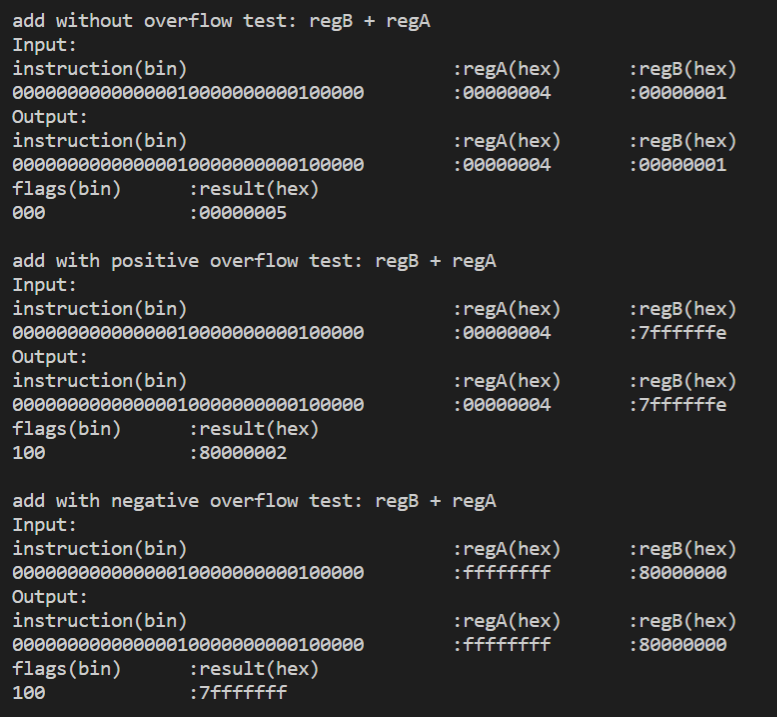 add without overflow test: regB + regA
Input:
instruction(bin) :regA(hex) :regB(hex)
00000000000000010000000000100000 :00000004 :00000001
Output:
instruction(bin) :regA(hex) :regB(hex)
00000000000000010000000000100000 :00000004 :00000001
flags(bin) :result(hex)
000 :00000005

add with positive overflow test: regB + regA
Input:
instruction(bin) :regA(hex) :regB(hex)
00000000000000010000000000100000 :00000004 :7ffffffe
Output:
instruction(bin) :regA(hex) :regB(hex)
00000000000000010000000000100000 :00000004 :7ffffffe
flags(bin) :result(hex)
100 :80000002

add with negative overflow test: regB + regA
Input:
instruction(bin) :regA(hex) :regB(hex)
00000000000000010000000000100000 :ffffffff :80000000
Output:
instruction(bin) :regA(hex) :regB(hex)
00000000000000010000000000100000 :ffffffff :80000000
flags(bin) :result(hex)
100 :7fffffff